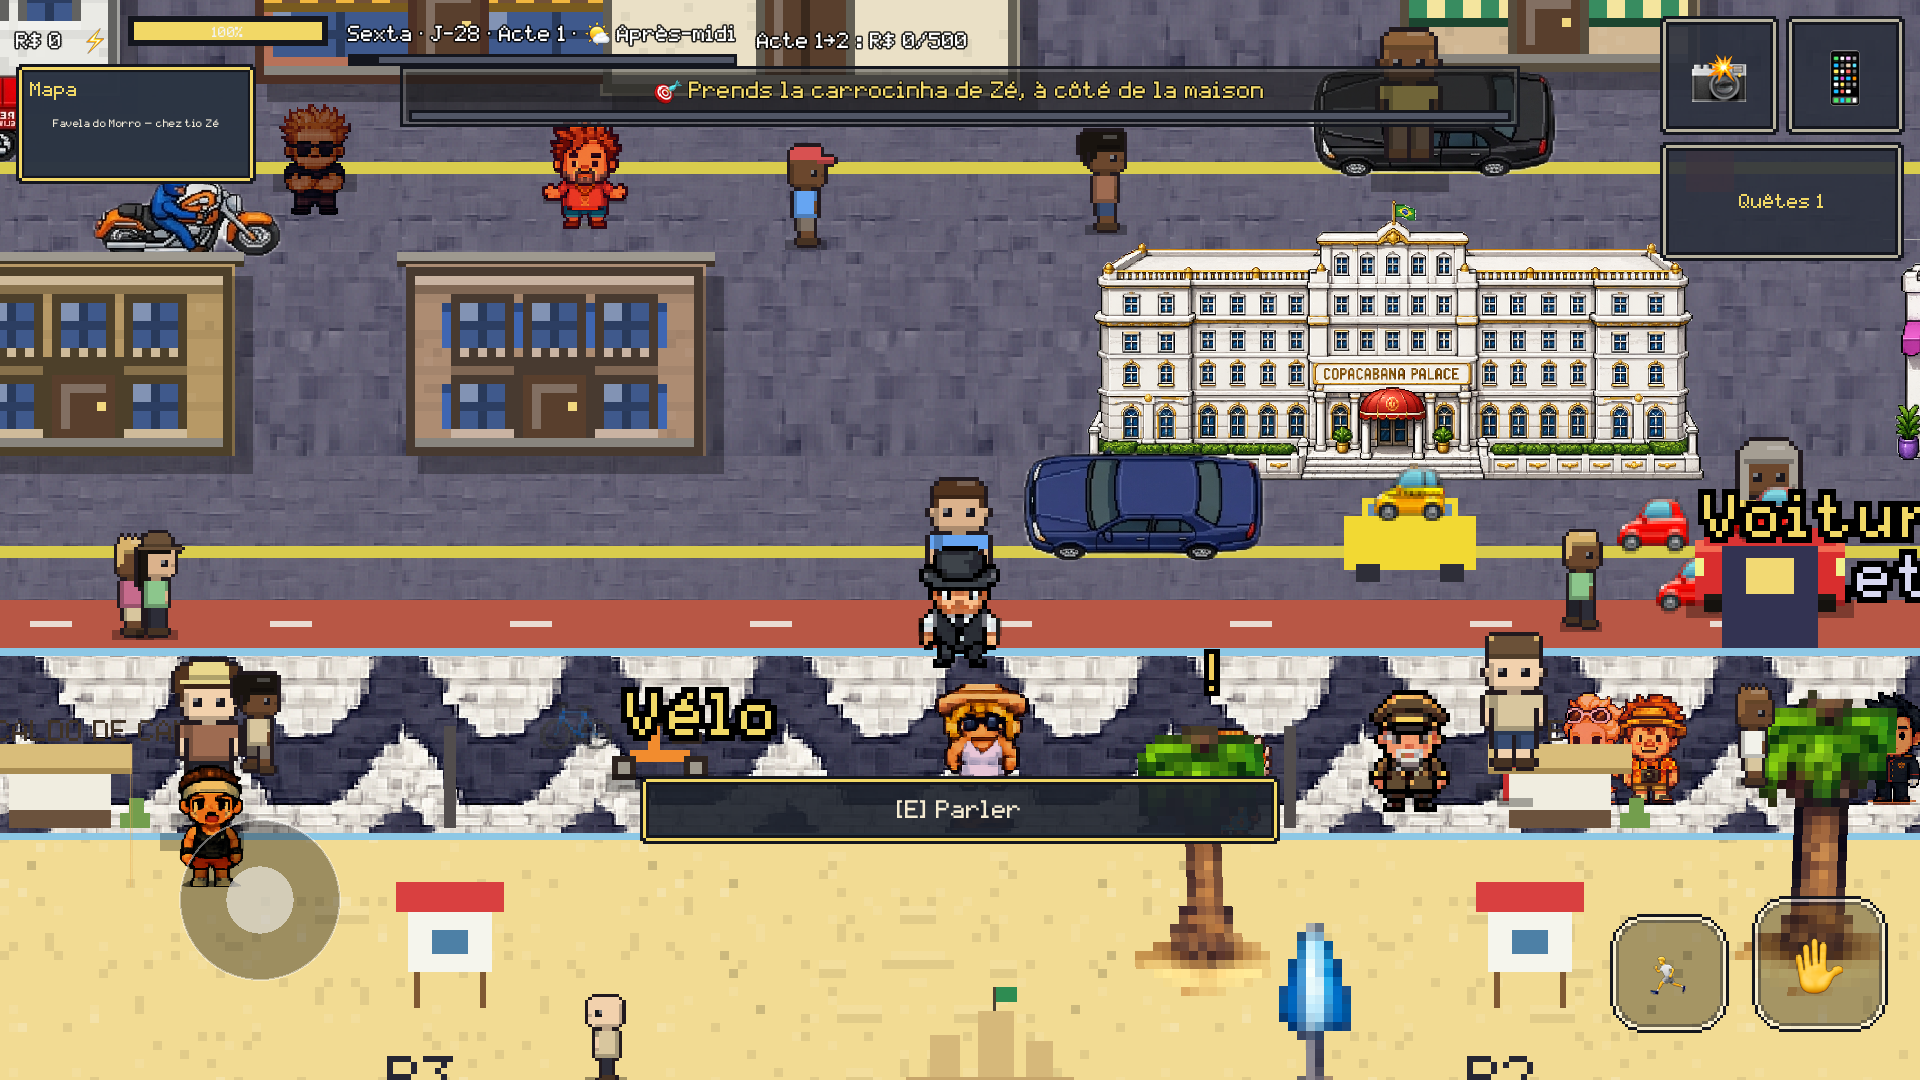 R$ 0
100%
Sexta · J-28 · Acte 1 · Après-midi
Acte 1→2 : R$ 0/500
Mapa
Favela do Morro — chez tio Zé
Prends la carrocinha de Zé, à côté de la maison
Quêtes 1
COPACABANA PALACE
Voitur
et
!
Vélo
[E] Parler